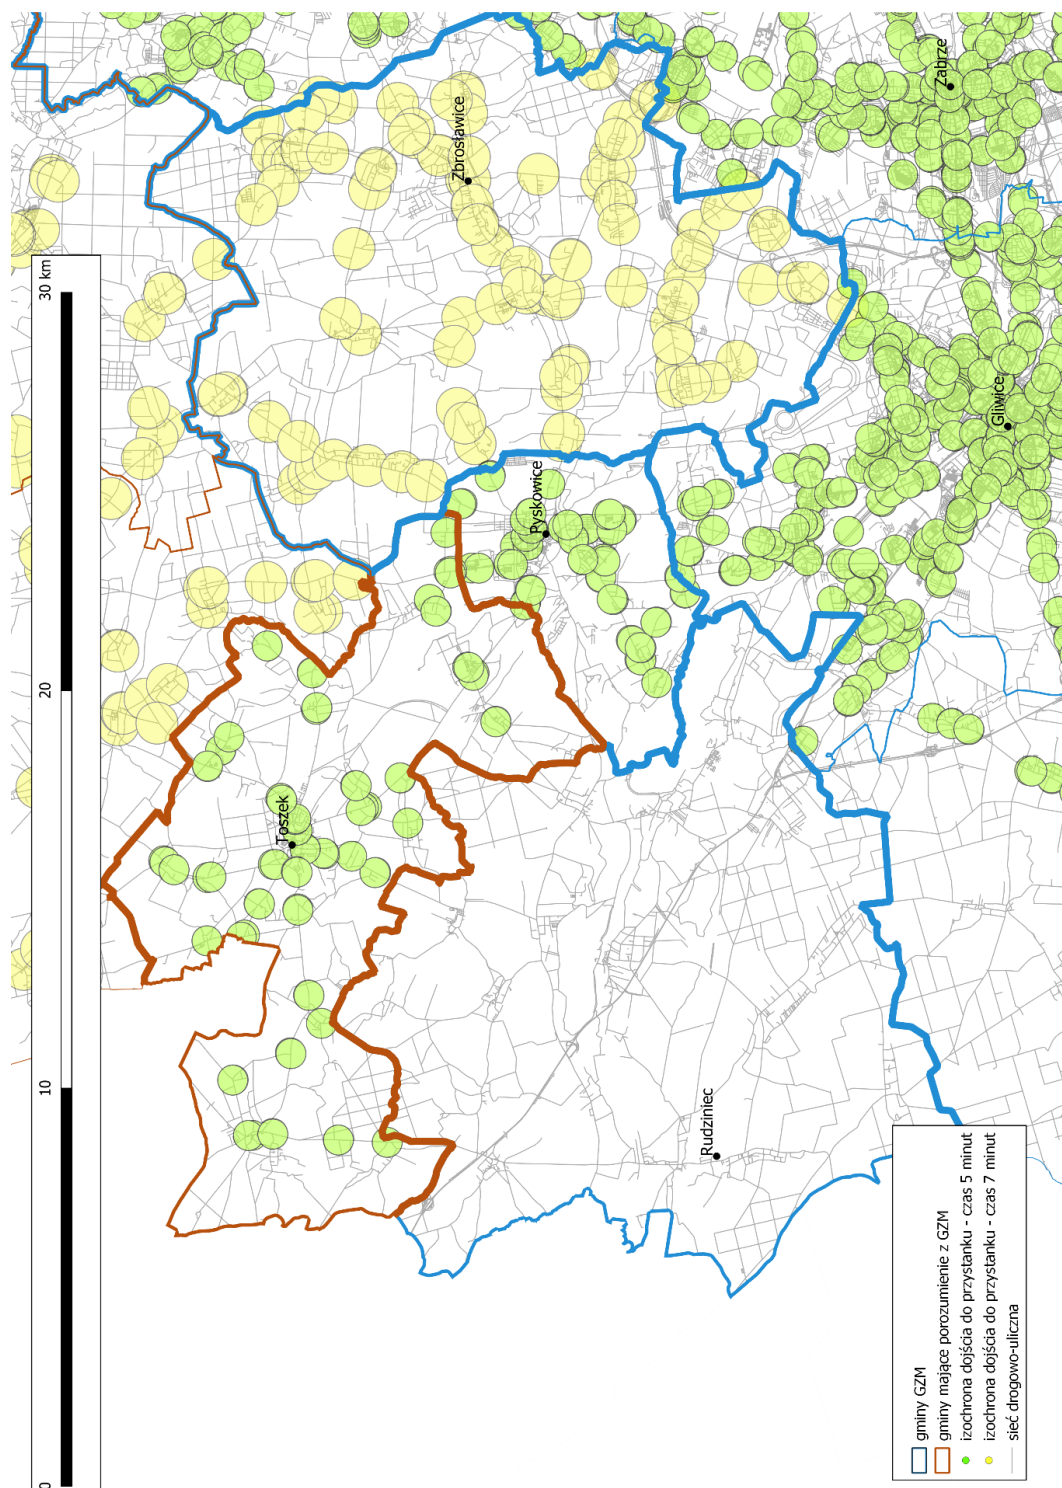 Zabrze
Zbrosławice
Gliwice
Pyskowice
Toszek
Rudziniec
0
10
20
30 km
gminy GZM
gminy mające porozumienie z GZM
izochrona dojścia do przystanku - czas 5 minut
izochrona dojścia do przystanku - czas 7 minut
sieć drogowo-uliczna